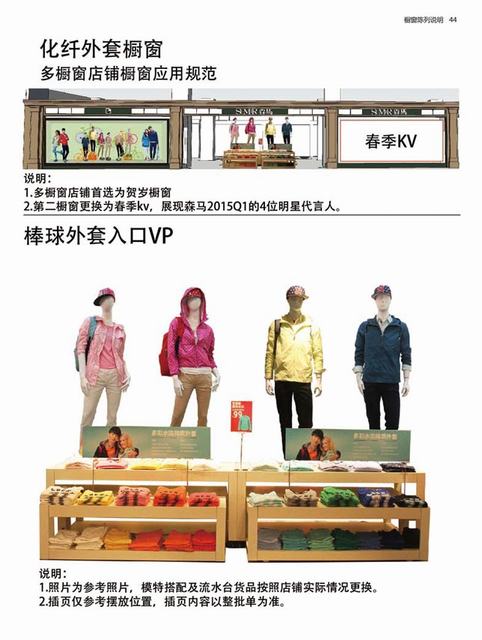 橱窗陈列说明 44
化纤外套橱窗
多橱窗店铺橱窗应用规范
SEMIR森马
SEMIR森马
春季KV
说明：
1.多橱窗店铺首选为贺岁橱窗
2.第二橱窗更换为春季kv，展现森马2015Q1的4位明星代言人。
棒球外套入口VP
99
说明：
1.照片为参考照片，模特搭配及流水台货品按照店铺实际情况更换。
2.插页仅参考摆放位置，插页内容以整批单为准。